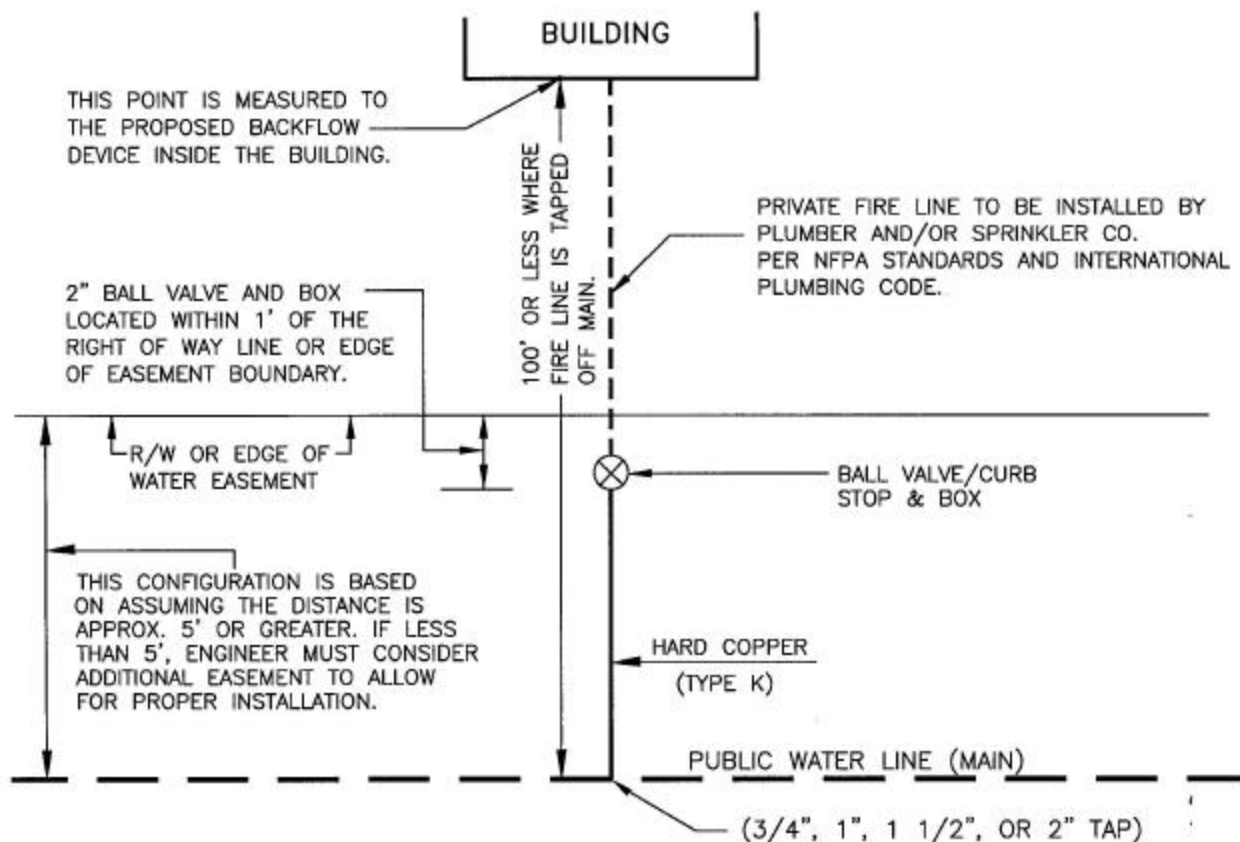 BUILDING
THIS POINT IS MEASURED TO
THE PROPOSED BACKFLOW
DEVICE INSIDE THE BUILDING.
100' OR LESS WHERE
FIRE LINE IS TAPPED
OFF MAIN.
PRIVATE FIRE LINE TO BE INSTALLED BY
PLUMBER AND/OR SPRINKLER CO.
PER NFPA STANDARDS AND INTERNATIONAL
PLUMBING CODE.
2" BALL VALVE AND BOX
LOCATED WITHIN 1' OF THE
RIGHT OF WAY LINE OR EDGE
OF EASEMENT BOUNDARY.
R/W OR EDGE OF
WATER EASEMENT
BALL VALVE/CURB
STOP & BOX
THIS CONFIGURATION IS BASED
ON ASSUMING THE DISTANCE IS
APPROX. 5' OR GREATER. IF LESS
THAN 5', ENGINEER MUST CONSIDER
ADDITIONAL EASEMENT TO ALLOW
FOR PROPER INSTALLATION.
HARD COPPER
(TYPE K)
PUBLIC WATER LINE (MAIN)
(3/4", 1", 1 1/2", OR 2" TAP)